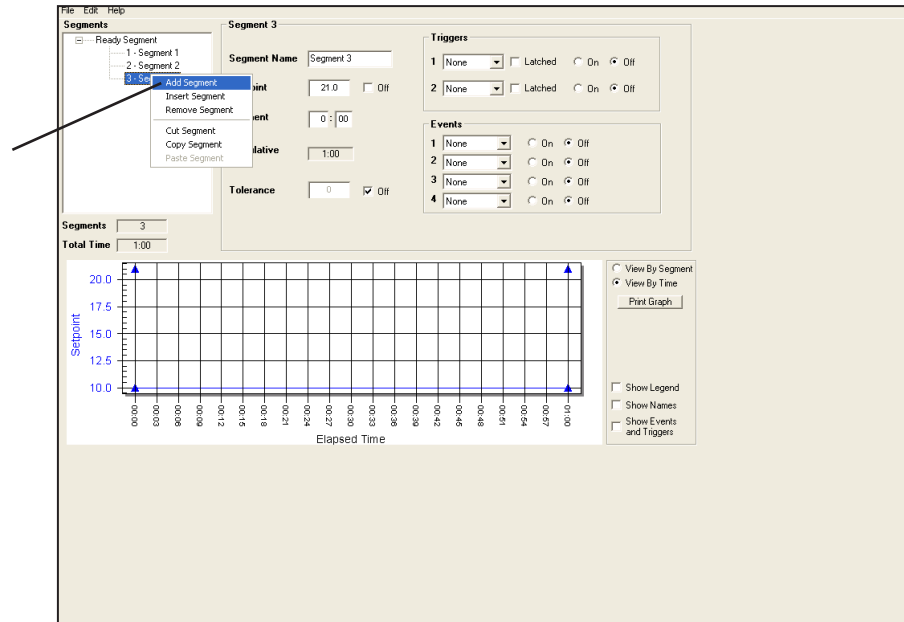 File Edit Help
Segments
Ready Segment
1 - Segment 1
2 - Segment 2
3 - Se
Add Segment
Insert Segment
Remove Segment
Cut Segment
Copy Segment
Paste Segment
Segments 3
Total Time 1:00
Segment 3
Segment Name Segment 3
oint 21.0 Off
ent 0 : 00
lative 1:00
Tolerance 0 Off
Triggers
1 None Latched On Off
2 None Latched On Off
Events
1 None On Off
2 None On Off
3 None On Off
4 None On Off
Setpoint
20.0
17.5
15.0
12.5
10.0
00:00 00:03 00:06 00:09 00:12 00:15 00:18 00:21 00:24 00:27 00:30 00:33 00:36 00:39 00:42 00:45 00:48 00:51 00:54 00:57 01:00
Elapsed Time
View By Segment
View By Time
Print Graph
Show Legend
Show Names
Show Events
and Triggers